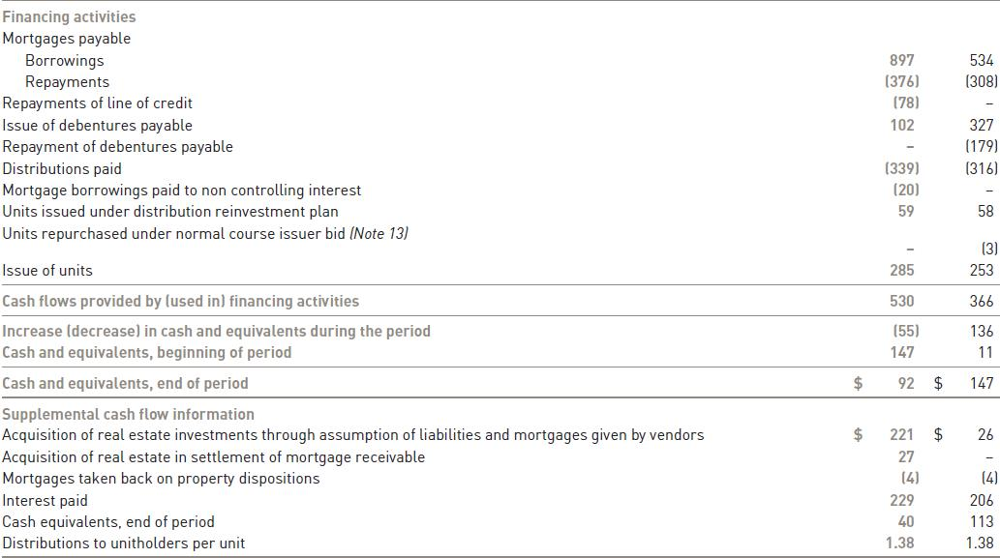 Financing activities
Mortgages payable
Borrowings 897 534
Repayments (376) (308)
Repayments of line of credit (78) –
Issue of debentures payable 102 327
Repayment of debentures payable – (179)
Distributions paid (339) (316)
Mortgage borrowings paid to non controlling interest (20) –
Units issued under distribution reinvestment plan 59 58
Units repurchased under normal course issuer bid (Note 13)
– (3)
Issue of units 285 253
Cash flows provided by (used in) financing activities 530 366
Increase (decrease) in cash and equivalents during the period (55) 136
Cash and equivalents, beginning of period 147 11
Cash and equivalents, end of period $ 92 $ 147
Supplemental cash flow information
Acquisition of real estate investments through assumption of liabilities and mortgages given by vendors $ 221 $ 26
Acquisition of real estate in settlement of mortgage receivable 27 –
Mortgages taken back on property dispositions (4) (4)
Interest paid 229 206
Cash equivalents, end of period 40 113
Distributions to unitholders per unit 1.38 1.38